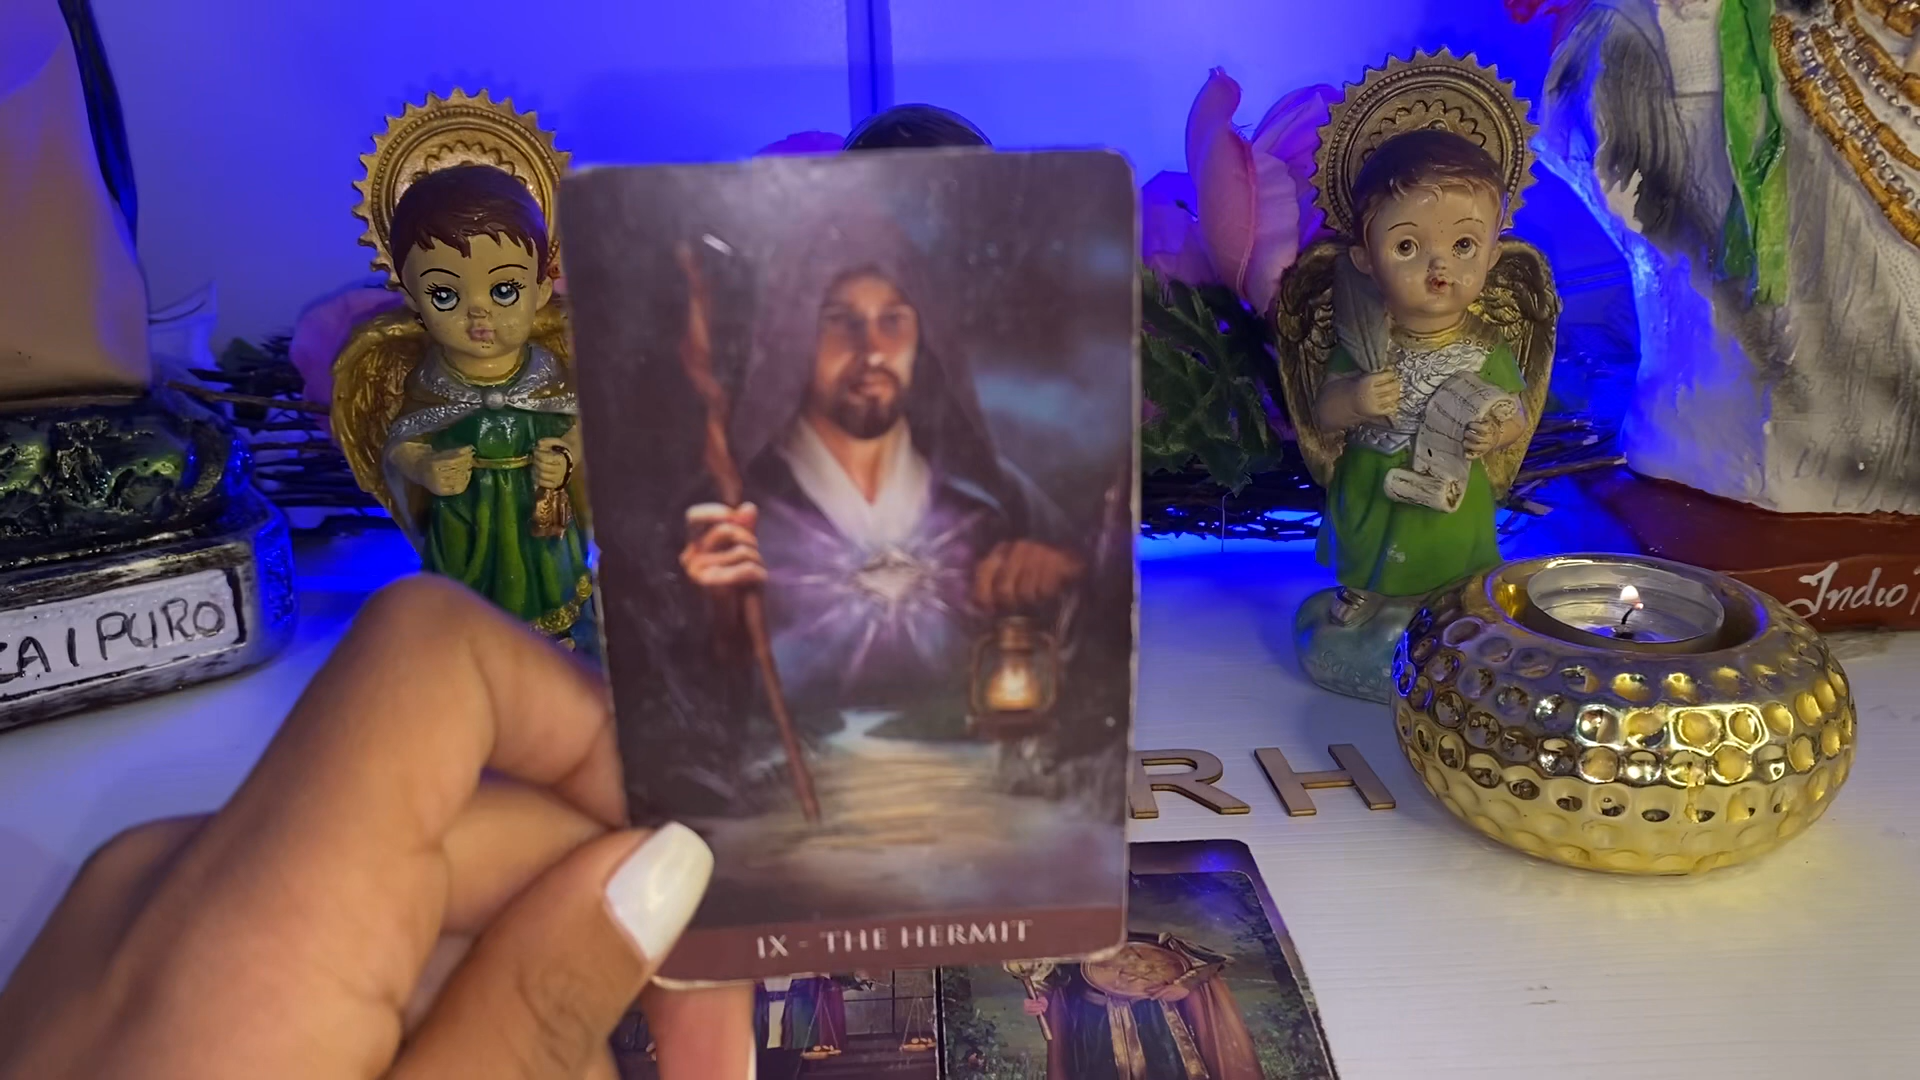 CAI PURO
Indio
RH
IX - THE HERMIT